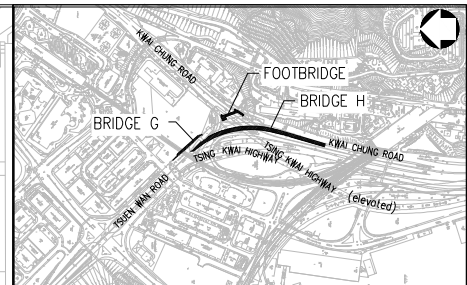 KWAI CHUNG ROAD
FOOTBRIDGE
BRIDGE H
BRIDGE G
KWAI CHUNG ROAD
TSING KWAI HIGHWAY
TSING KWAI HIGHWAY
(elevated)
TSUEN WAN ROAD